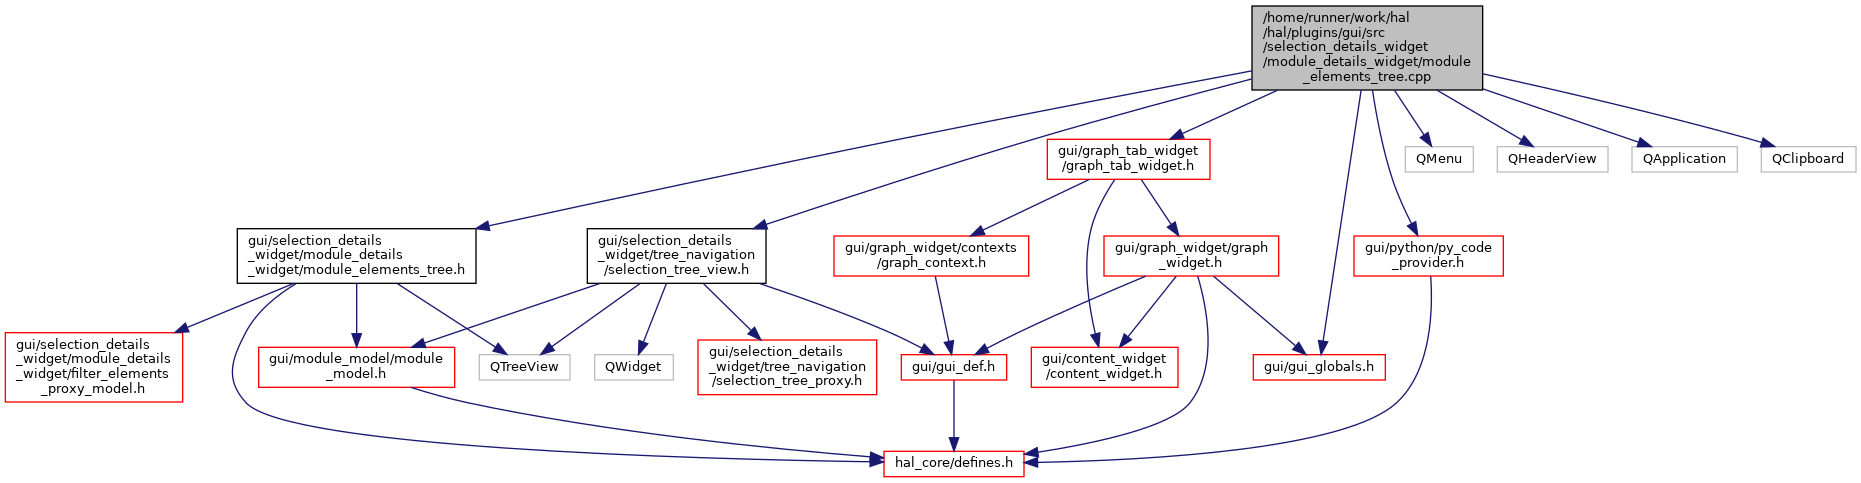 /home/runner/work/hal
/hal/plugins/gui/src
/selection_details_widget
/module_details_widget/module
_elements_tree.cpp
gui/graph_tab_widget
/graph_tab_widget.h
QMenu
QHeaderView
QApplication
QClipboard
gui/selection_details
_widget/module_details
_widget/module_elements_tree.h
gui/selection_details
_widget/tree_navigation
/selection_tree_view.h
gui/graph_widget/contexts
/graph_context.h
gui/graph_widget/graph
_widget.h
gui/python/py_code
_provider.h
gui/selection_details
_widget/module_details
_widget/filter_elements
_proxy_model.h
gui/module_model/module
_model.h
QTreeView
QWidget
gui/selection_details
_widget/tree_navigation
/selection_tree_proxy.h
gui/gui_def.h
gui/content_widget
/content_widget.h
gui/gui_globals.h
hal_core/defines.h